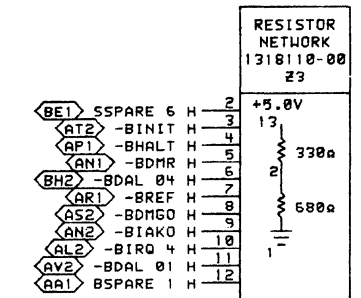 RESISTOR
NETWORK
1318110-00
Z3
+5.0V
13
330Ω
2
680Ω
1
BE1 SSPARE 6 H 2
AT2 -BINIT H 3
AP1 -BHALT H 4
AN1 -BDMR H 5
BH2 -BDAL 04 H 6
AR1 -BREF H 7
AS2 -BDMGO H 8
AN2 -BIAKO H 9
AL2 -BIRQ 4 H 10
AV2 -BDAL 01 H 11
AA1 BSPARE 1 H 12